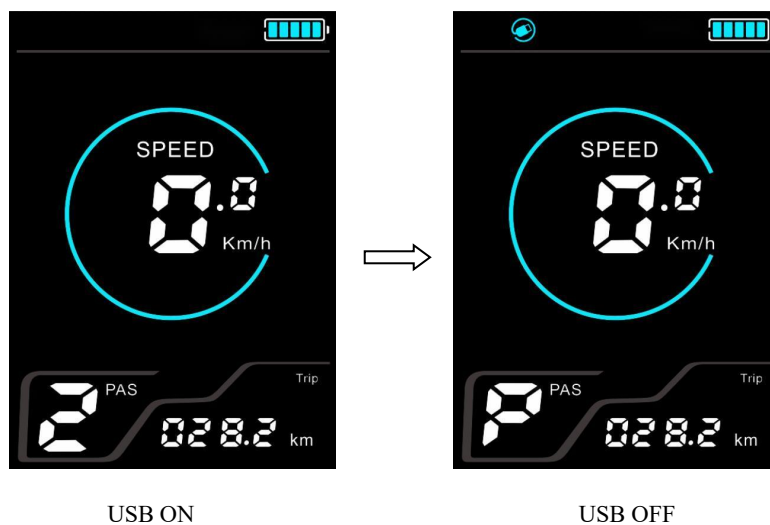 SPEED
0.0
Km/h
PAS
2
Trip
028.2 km
SPEED
0.0
Km/h
PAS
P
Trip
028.2 km
USB ON
USB OFF